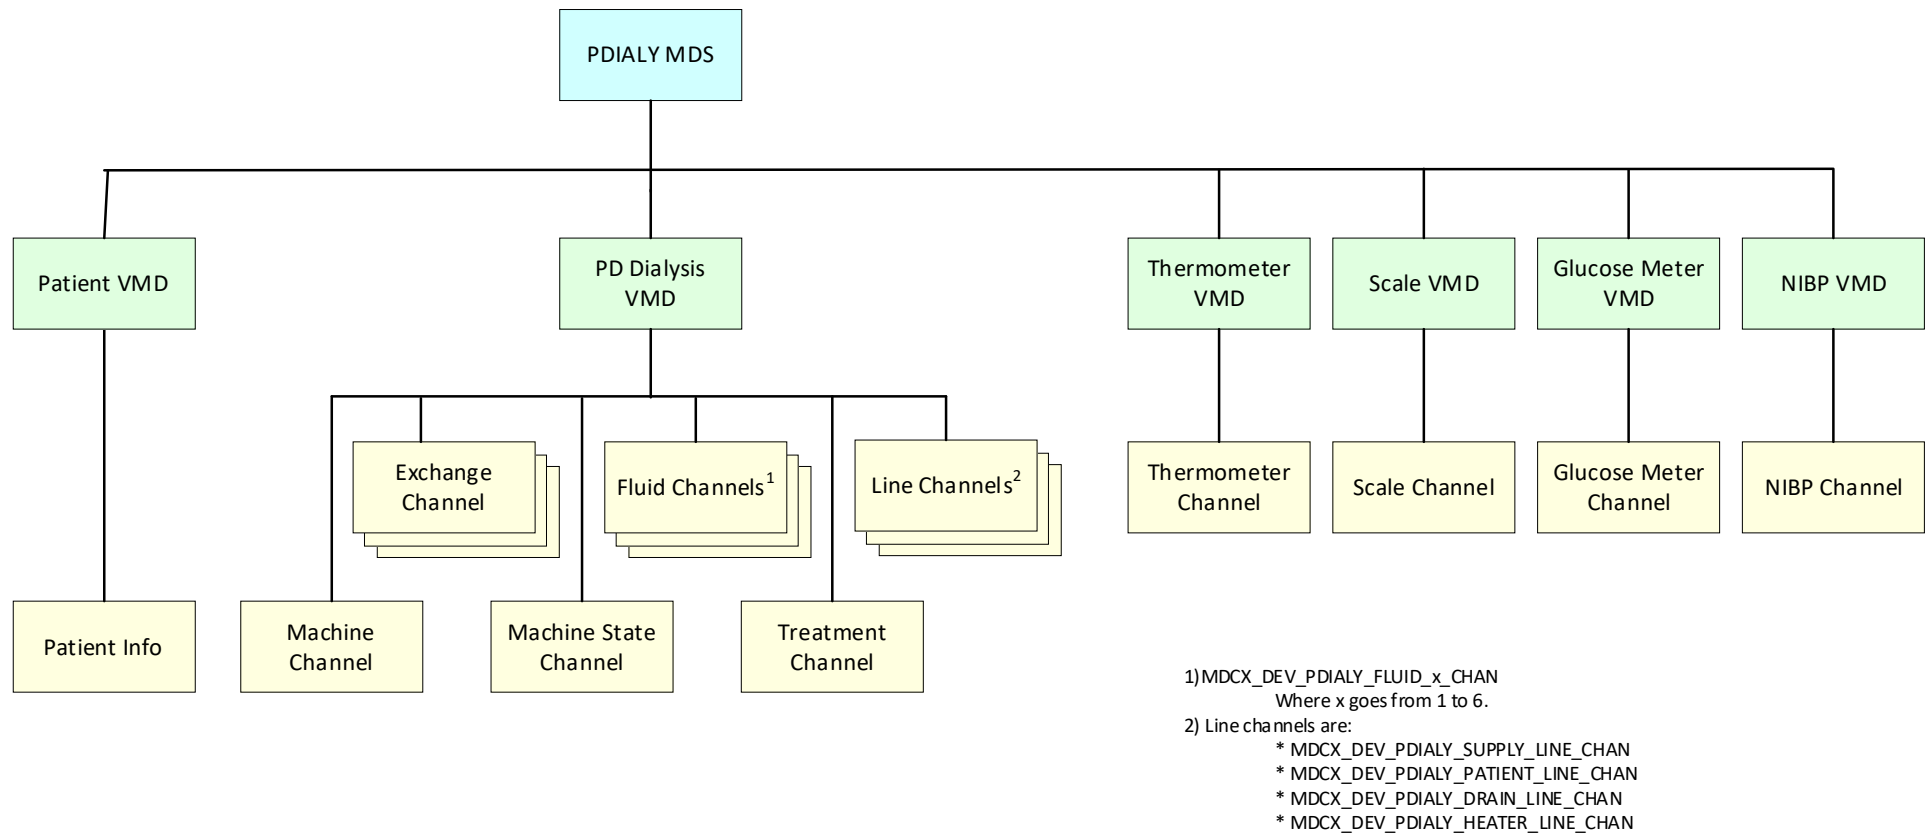 PDIALY MDS
Patient VMD
PD Dialysis
VMD
Thermometer
VMD
Scale VMD
Glucose Meter
VMD
NIBP VMD
Exchange
Channel
Fluid Channels1
Line Channels2
Thermometer
Channel
Scale Channel
Glucose Meter
Channel
NIBP Channel
Patient Info
Machine
Channel
Machine State
Channel
Treatment
Channel
1)MDCX_DEV_PDIALY_FLUID_x_CHAN
Where x goes from 1 to 6.
2) Line channels are:
* MDCX_DEV_PDIALY_SUPPLY_LINE_CHAN
* MDCX_DEV_PDIALY_PATIENT_LINE_CHAN
* MDCX_DEV_PDIALY_DRAIN_LINE_CHAN
* MDCX_DEV_PDIALY_HEATER_LINE_CHAN